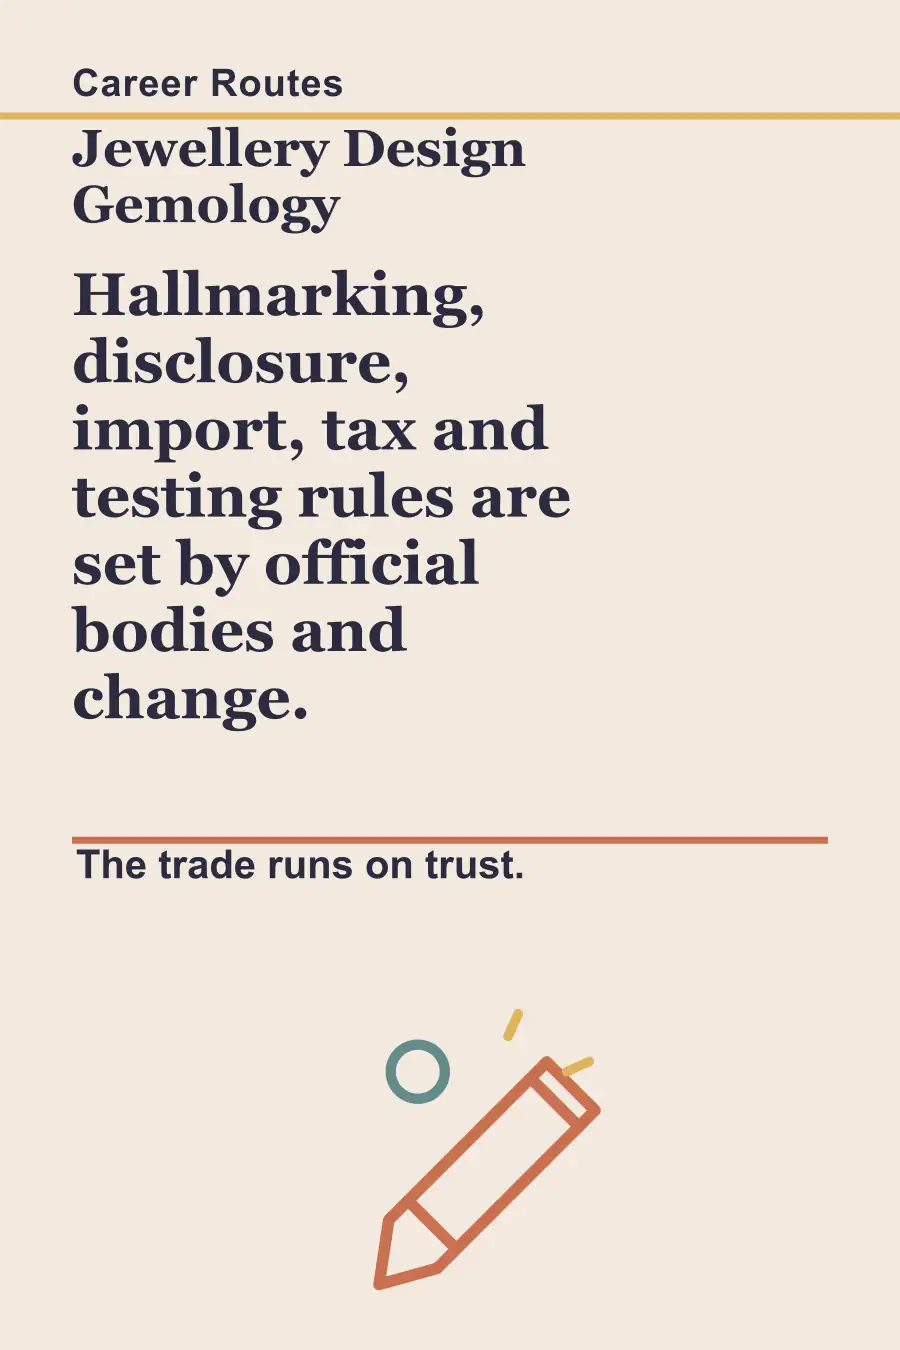 Career Routes
Jewellery Design
Gemology
Hallmarking,
disclosure,
import, tax and
testing rules are
set by official
bodies and
change.
The trade runs on trust.